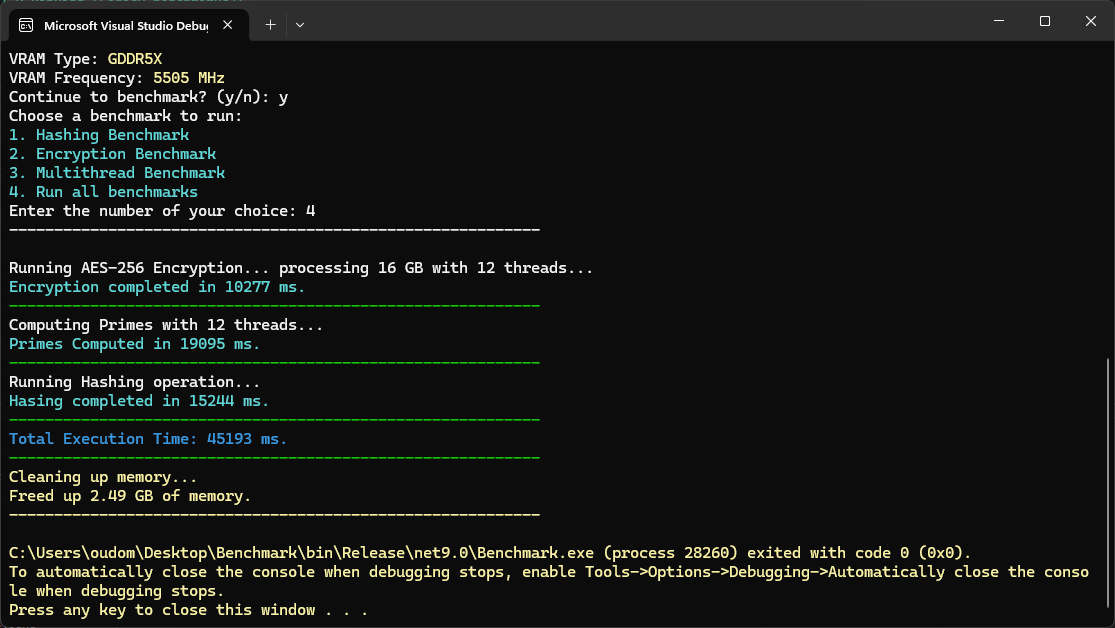 Microsoft Visual Studio Debug
VRAM Type: GDDR5X
VRAM Frequency: 5505 MHz
Continue to benchmark? (y/n): y
Choose a benchmark to run:
1. Hashing Benchmark
2. Encryption Benchmark
3. Multithread Benchmark
4. Run all benchmarks
Enter the number of your choice: 4
-----------------------------------------------------------
Running AES-256 Encryption... processing 16 GB with 12 threads...
Encryption completed in 10277 ms.
-----------------------------------------------------------
Computing Primes with 12 threads...
Primes Computed in 19095 ms.
-----------------------------------------------------------
Running Hashing operation...
Hasing completed in 15244 ms.
-----------------------------------------------------------
Total Execution Time: 45193 ms.
-----------------------------------------------------------
Cleaning up memory...
Freed up 2.49 GB of memory.
-----------------------------------------------------------
C:\Users\oudom\Desktop\Benchmark\bin\Release\net9.0\Benchmark.exe (process 28260) exited with code 0 (0x0).
To automatically close the console when debugging stops, enable Tools->Options->Debugging->Automatically close the conso
le when debugging stops.
Press any key to close this window . . .